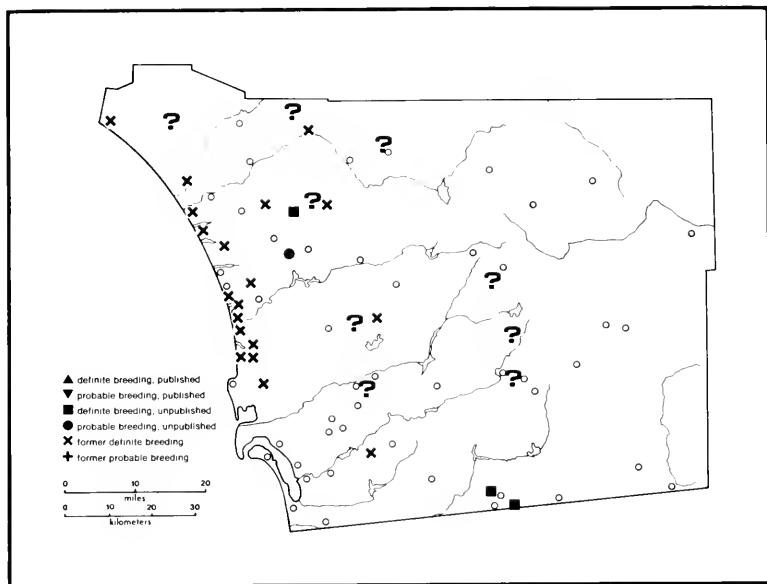 ?
?
?
?
?
?
?
?
?
▲ definite breeding, published
▼ probable breeding, published
■ definite breeding, unpublished
● probable breeding, unpublished
✕ former definite breeding
+ former probable breeding
0 10 20
miles
0 10 20 30
kilometers